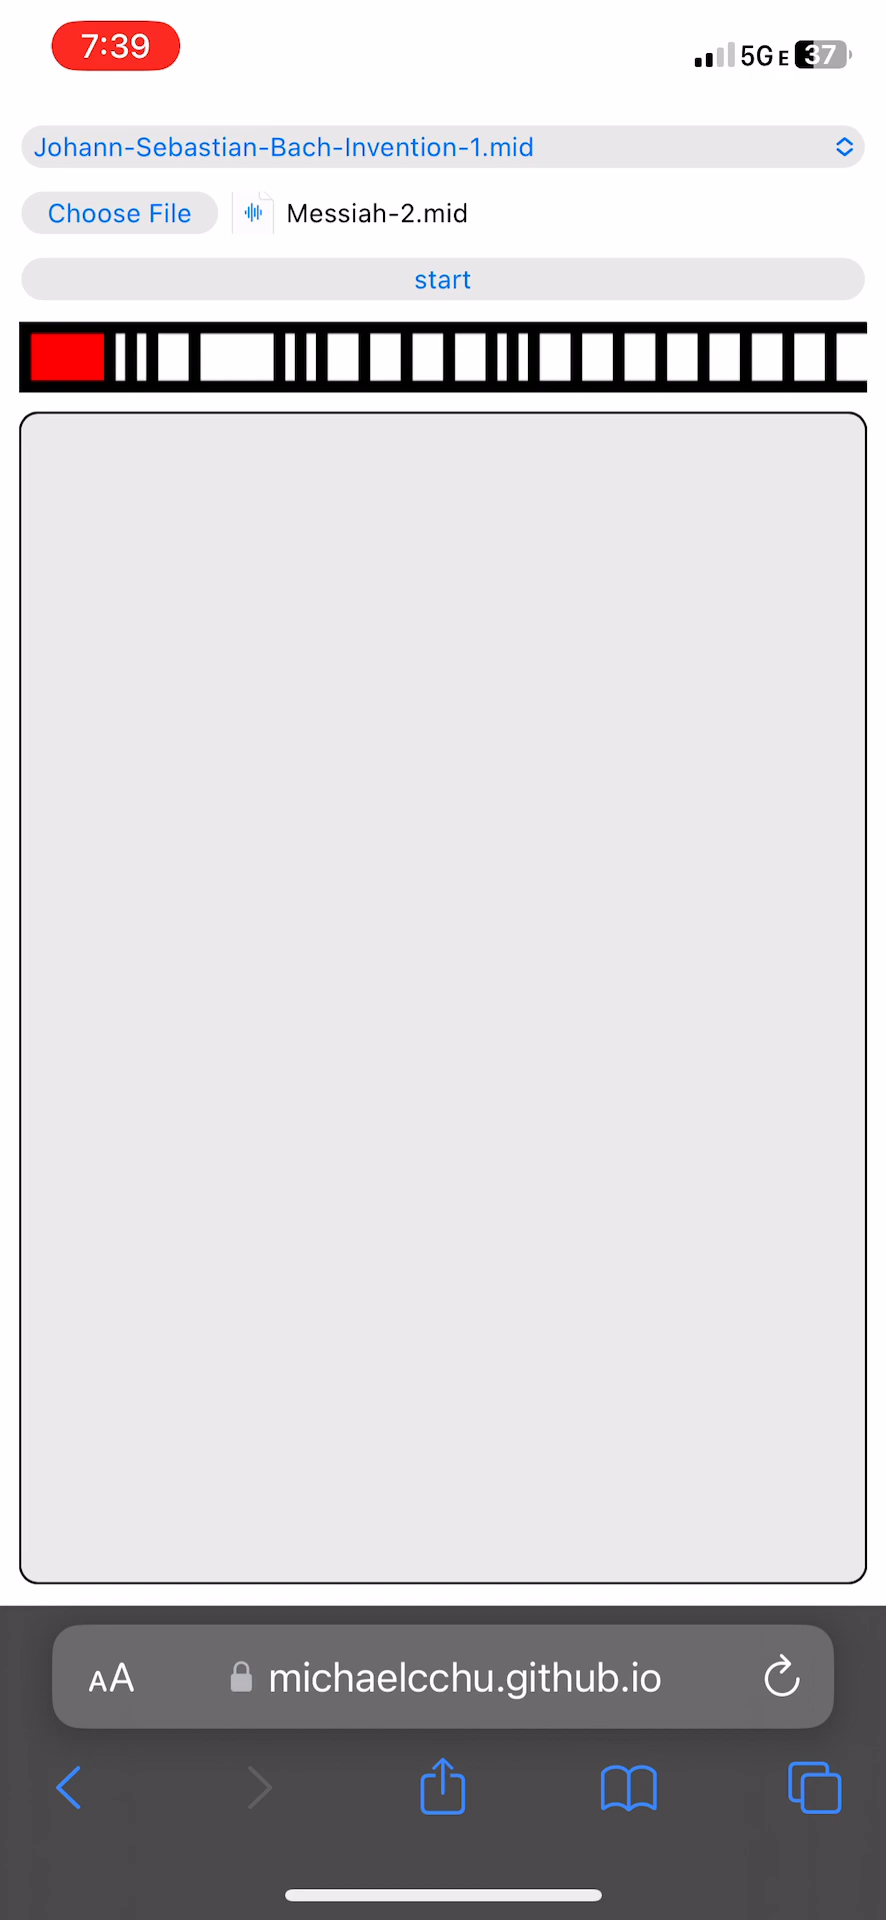 7:39
5GE 37
Johann-Sebastian-Bach-Invention-1.mid
Choose File Messiah-2.mid
start
AA michaelcchu.github.io